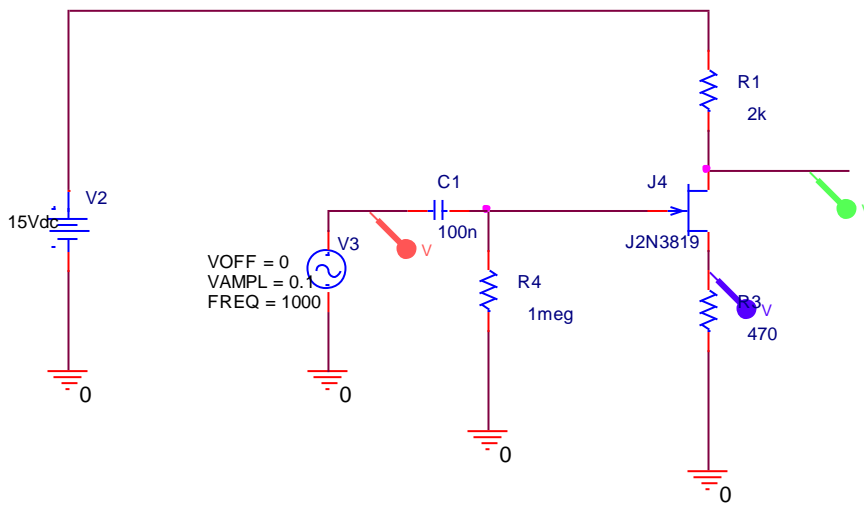 R1
2k
V2
15Vdc
C1
100n
J4
J2N3819
V
V
V3
VOFF = 0
VAMPL = 0.1
FREQ = 1000
R4
1meg
R3
V
470
0
0
0
0